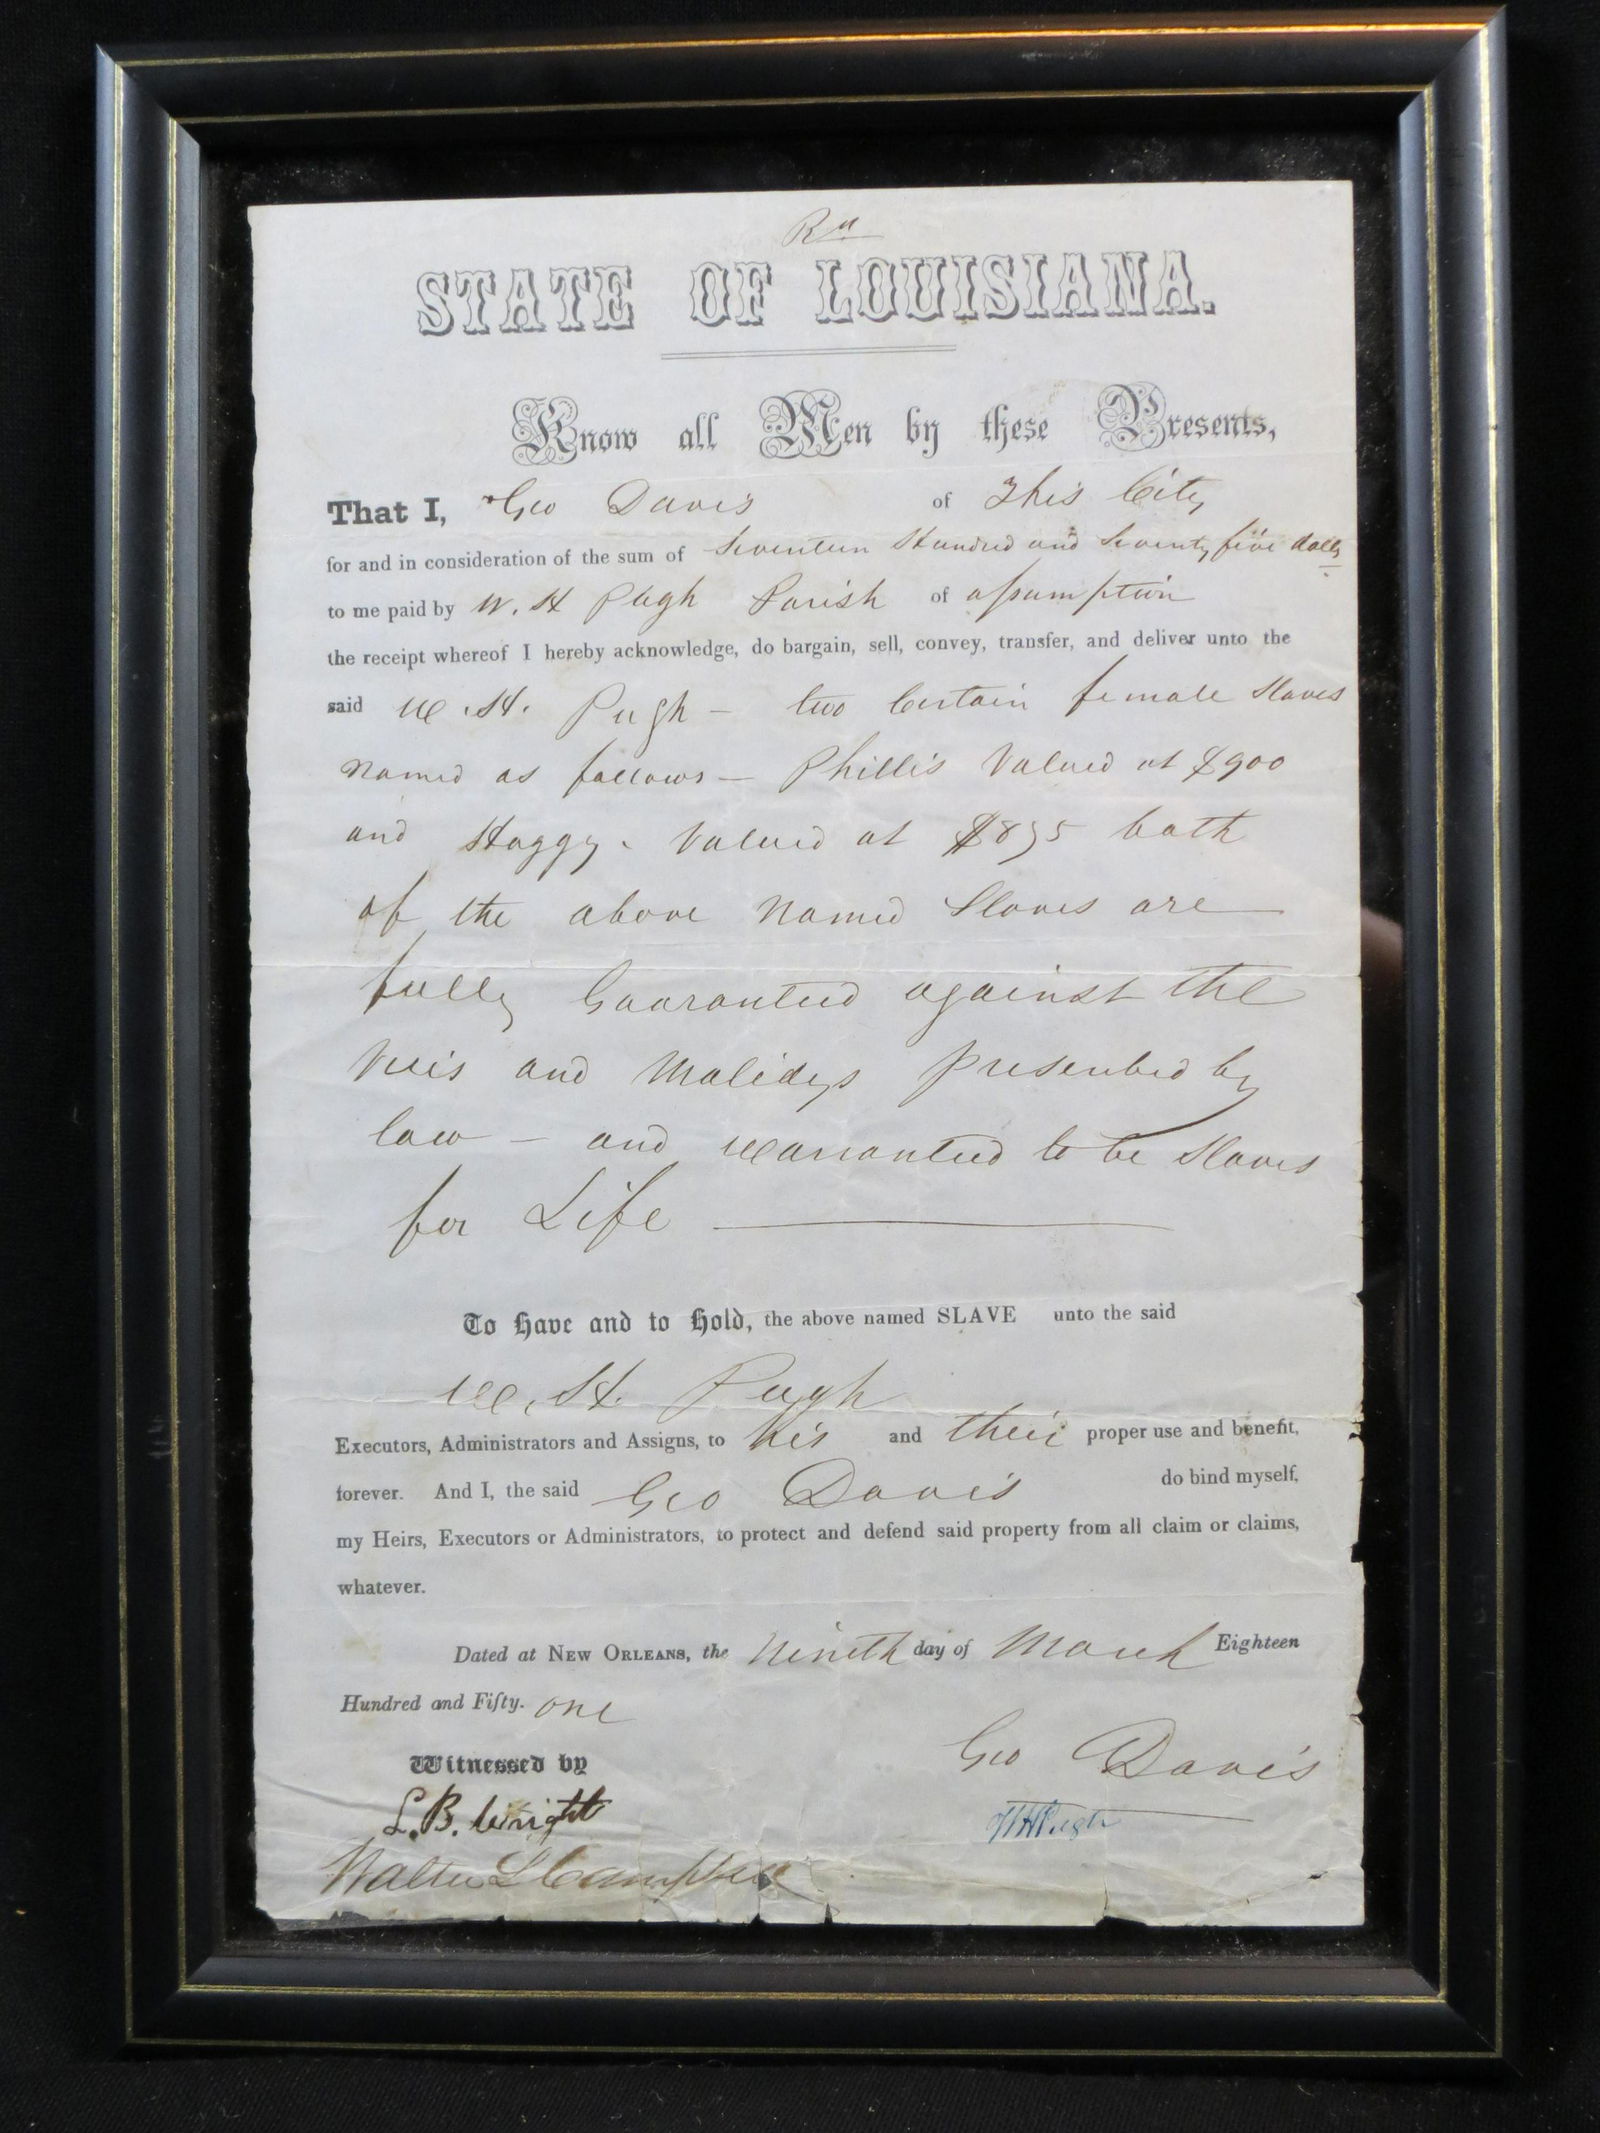 STATE OF LOUISIANA.
Know all Men by these Presents,
That I, Geo Davis of This City
for and in consideration of the sum of Seventeen Hundred and Seventy five dolls
to me paid by W. H Pugh Parish of assumption
the receipt whereof I hereby acknowledge, do bargain, sell, convey, transfer, and deliver unto the
said W. H. Pugh – two Certain female Slaves
named as follows – Phillis Valued at $900
and Haggy. Valued at $875 both
of the above named Slaves are
fully Guaranteed against the
Vices and Malidys prescribed by
law – and warranted to be Slaves
for Life
To Have and to Hold, the above named SLAVE unto the said
W. H. Pugh
Executors, Administrators and Assigns, to his and their proper use and benefit,
forever. And I, the said Geo Davis do bind myself,
my Heirs, Executors or Administrators, to protect and defend said property from all claim or claims,
whatever.
Dated at NEW ORLEANS, the Nineth day of March Eighteen
Hundred and Fifty. one
Geo Davis
Witnessed by
L. B. Wright
W H Pugh
Walter L Campbell